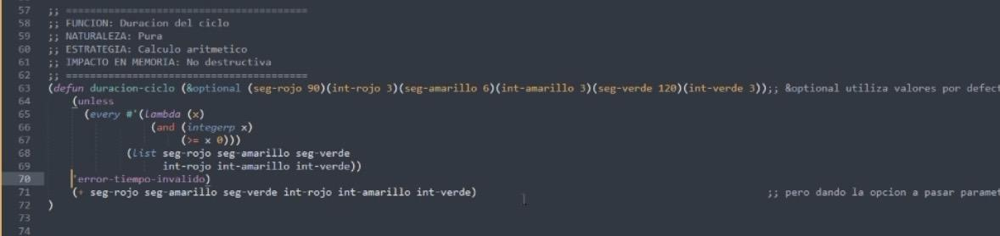 57 ;; ========================================
58 ;; FUNCION: Duracion del ciclo
59 ;; NATURALEZA: Pura
60 ;; ESTRATEGIA: Calculo aritmetico
61 ;; IMPACTO EN MEMORIA: No destructiva
62 ;; ========================================
63 (defun duracion-ciclo (&optional (seg-rojo 90)(int-rojo 3)(seg-amarillo 6)(int-amarillo 3)(seg-verde 120)(int-verde 3));; &optional utiliza valores por defect
64 (unless
65 (every #'(lambda (x)
66 (and (integerp x)
67 (>= x 0)))
68 (list seg-rojo seg-amarillo seg-verde
69 int-rojo int-amarillo int-verde))
70 'error-tiempo-invalido)
71 (+ seg-rojo seg-amarillo seg-verde int-rojo int-amarillo int-verde) ;; pero dando la opcion a pasar paramet
72 )
73
74